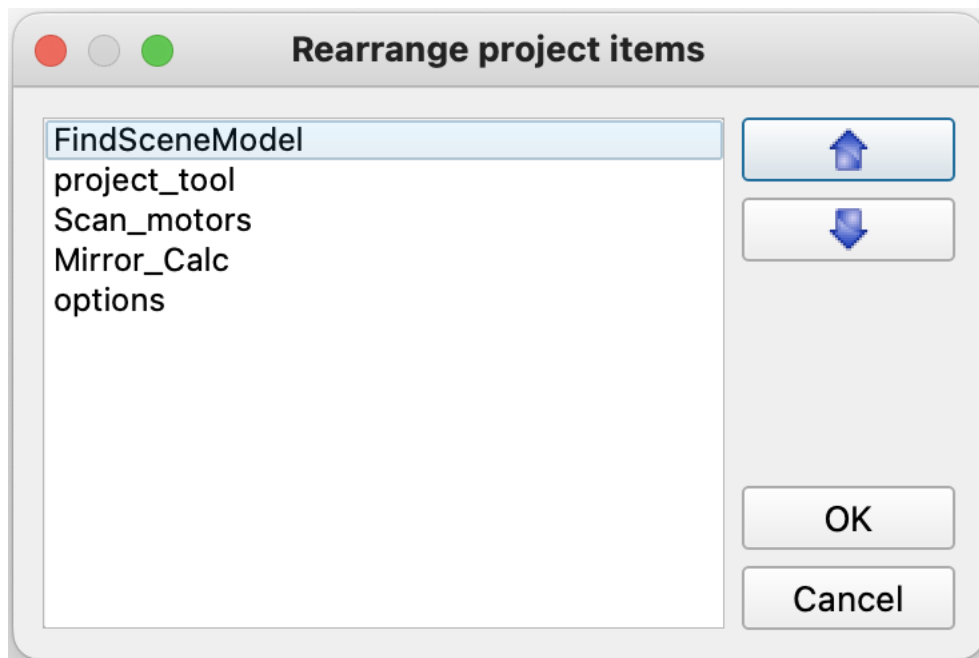 Rearrange project items
FindSceneModel
project_tool
Scan_motors
Mirror_Calc
options
OK
Cancel